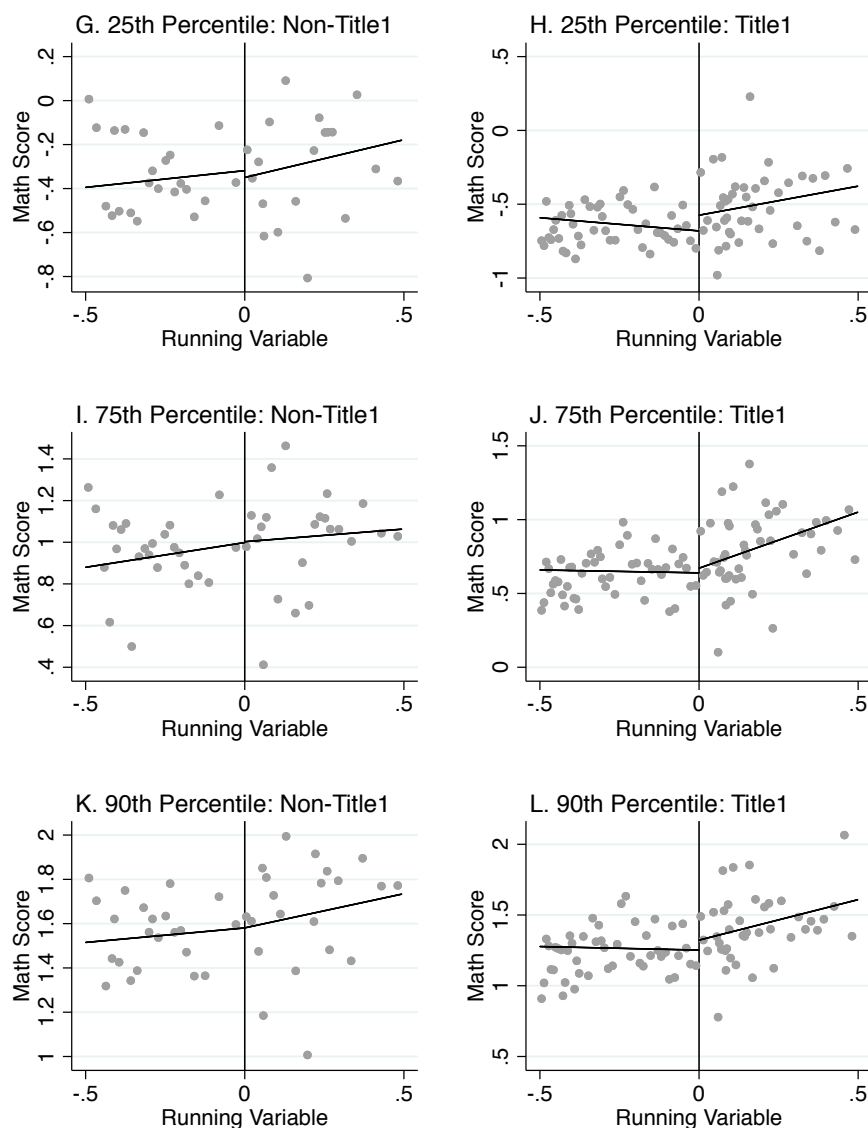 G. 25th Percentile: Non-Title1
Math Score
.2
0
-.2
-.4
-.6
-.8
-.5
0
.5
Running Variable
H. 25th Percentile: Title1
Math Score
.5
0
-.5
-1
-.5
0
.5
Running Variable
I. 75th Percentile: Non-Title1
Math Score
1.4
1.2
1
.8
.6
.4
-.5
0
.5
Running Variable
J. 75th Percentile: Title1
Math Score
1.5
1
.5
0
-.5
0
.5
Running Variable
K. 90th Percentile: Non-Title1
Math Score
2
1.8
1.6
1.4
1.2
1
-.5
0
.5
Running Variable
L. 90th Percentile: Title1
Math Score
2
1.5
1
.5
-.5
0
.5
Running Variable